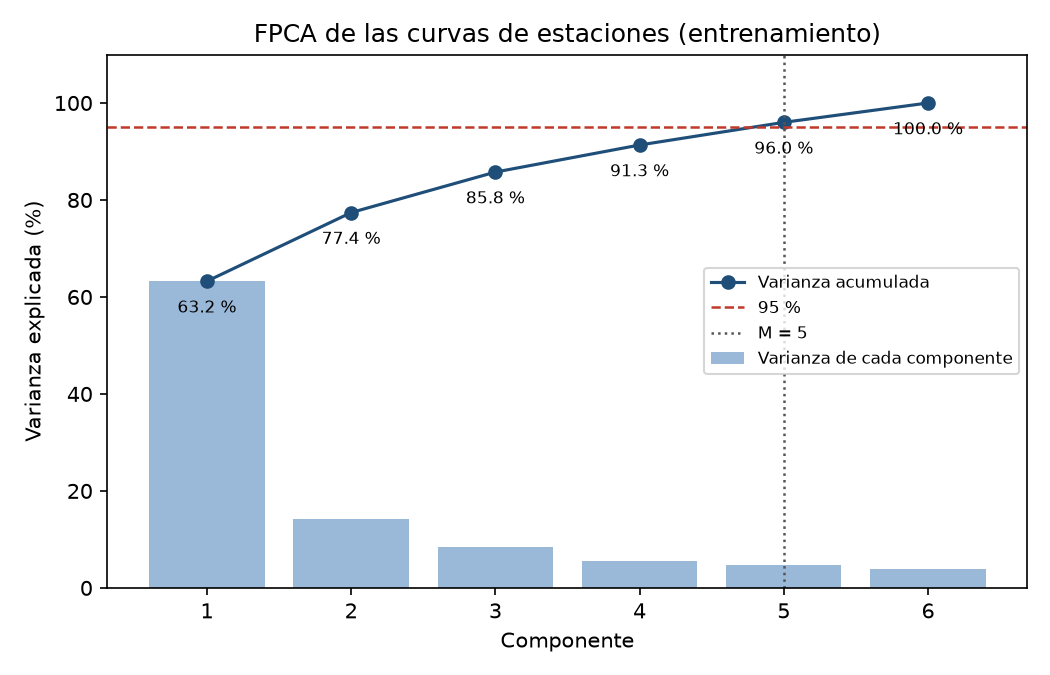 FPCA de las curvas de estaciones (entrenamiento)
Varianza explicada (%)
100
80
60
40
20
0
63.2 %
77.4 %
85.8 %
91.3 %
96.0 %
100.0 %
Varianza acumulada
95 %
M = 5
Varianza de cada componente
1 2 3 4 5 6
Componente